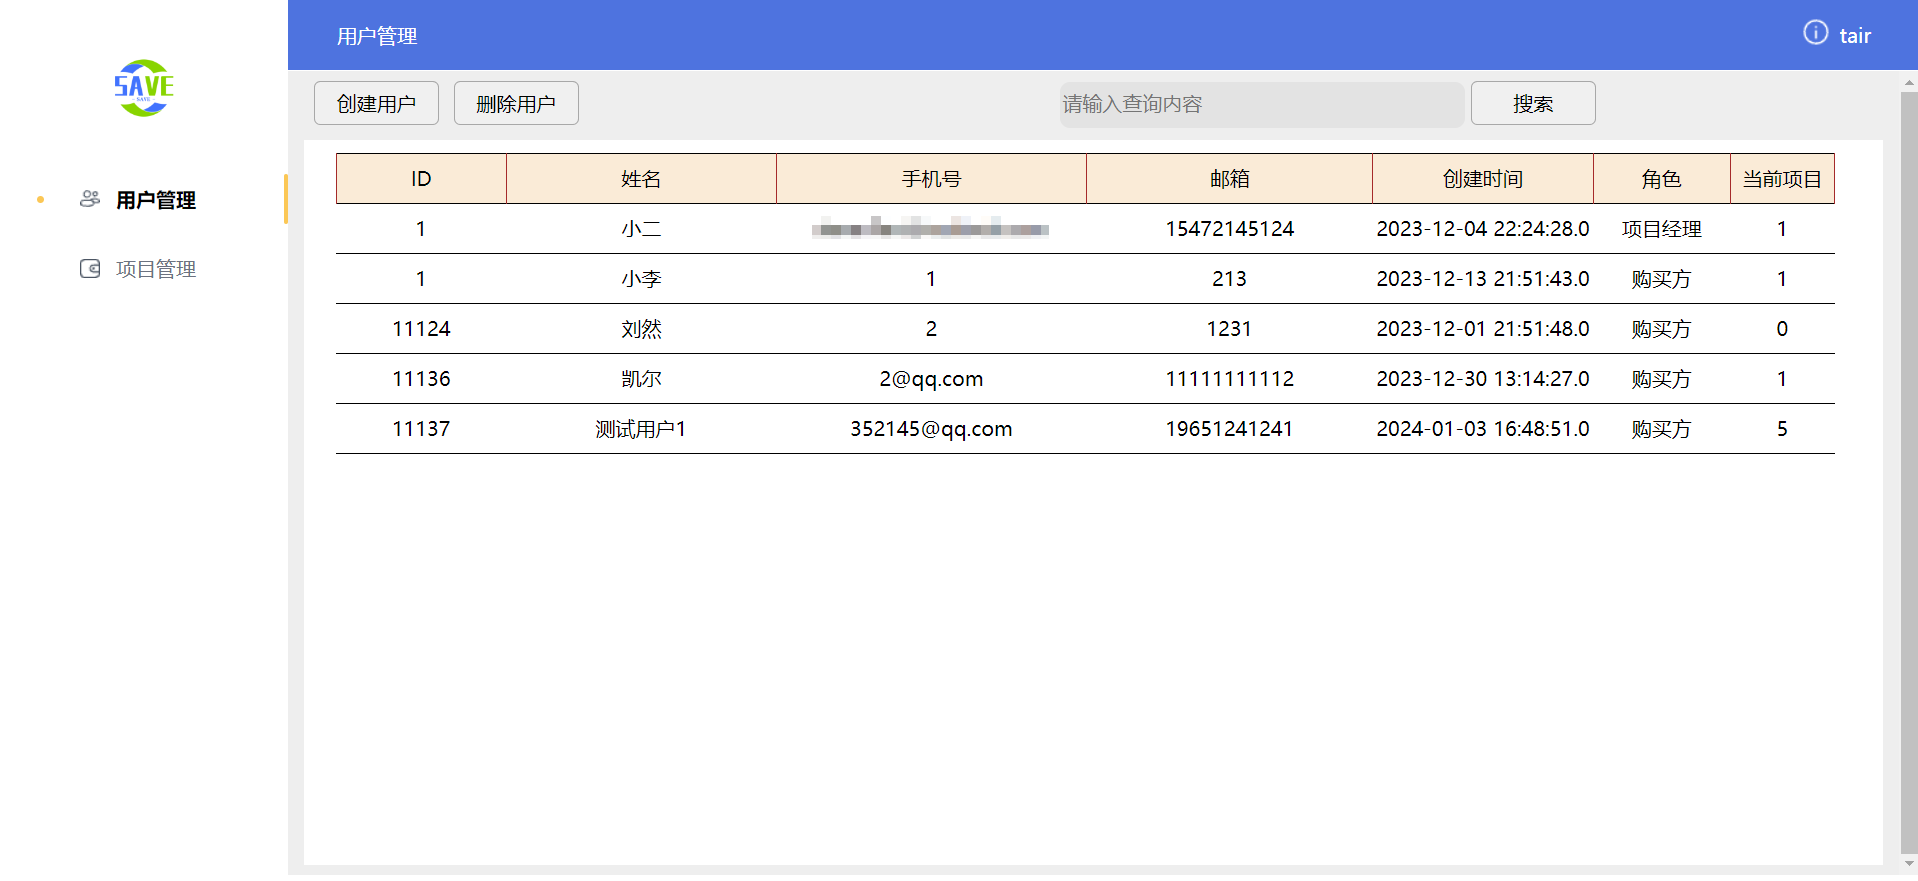 SAVE
SAVE
用户管理
项目管理
用户管理
tair
创建用户 删除用户 请输入查询内容 搜索
ID 姓名 手机号 邮箱 创建时间 角色 当前项目
1 小二 15472145124 2023-12-04 22:24:28.0 项目经理 1
1 小李 1 213 2023-12-13 21:51:43.0 购买方 1
11124 刘然 2 1231 2023-12-01 21:51:48.0 购买方 0
11136 凯尔 2@qq.com 11111111112 2023-12-30 13:14:27.0 购买方 1
11137 测试用户1 352145@qq.com 19651241241 2024-01-03 16:48:51.0 购买方 5